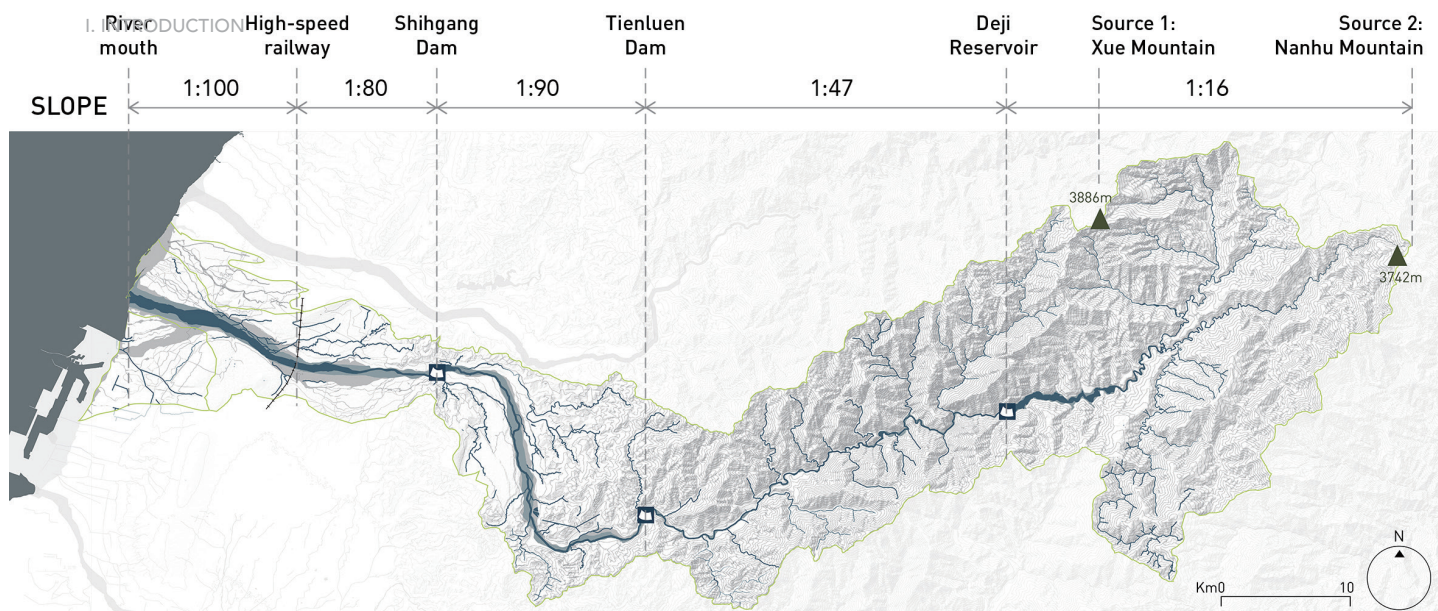 I. INTRODUCTION
River
mouth
High-speed
railway
Shihgang
Dam
Tienluen
Dam
Deji
Reservoir
Source 1:
Xue Mountain
Source 2:
Nanhu Mountain
SLOPE
1:100
1:80
1:90
1:47
1:16
3886m
3742m
N
Km0 10